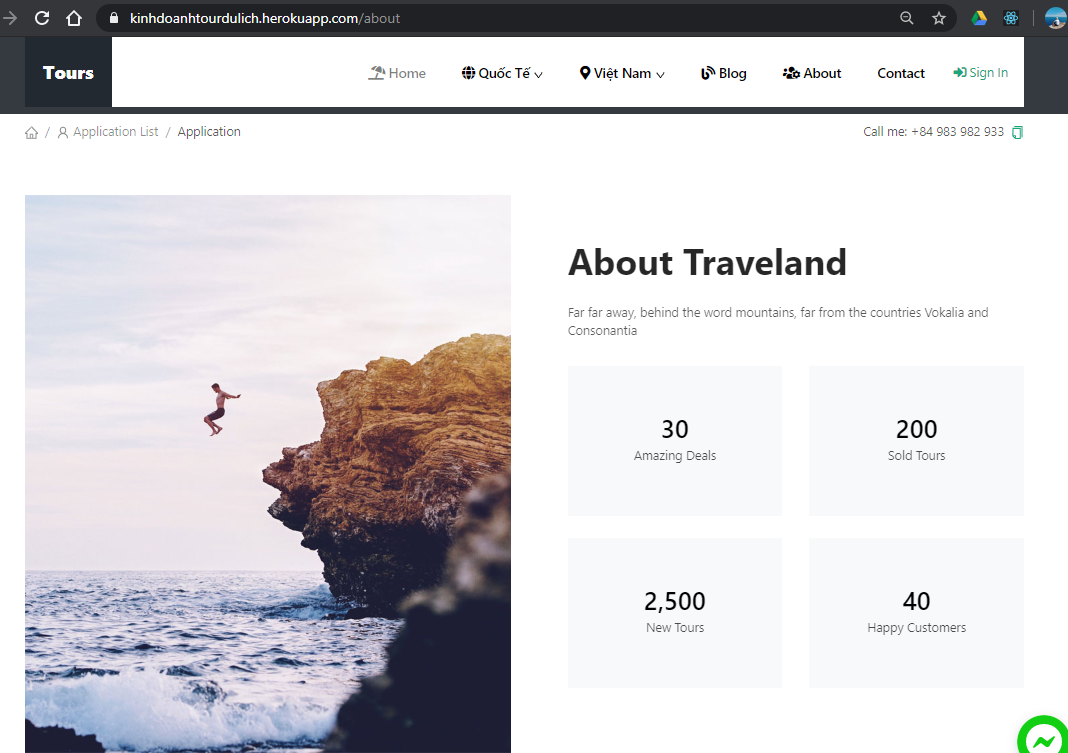 kinhdoanhtourdulich.herokuapp.com/about
Tours
Home
Quốc Tế
Việt Nam
Blog
About
Contact
Sign In
/ Application List / Application
Call me: +84 983 982 933
About Traveland
Far far away, behind the word mountains, far from the countries Vokalia and
Consonantia
30
Amazing Deals
200
Sold Tours
2,500
New Tours
40
Happy Customers